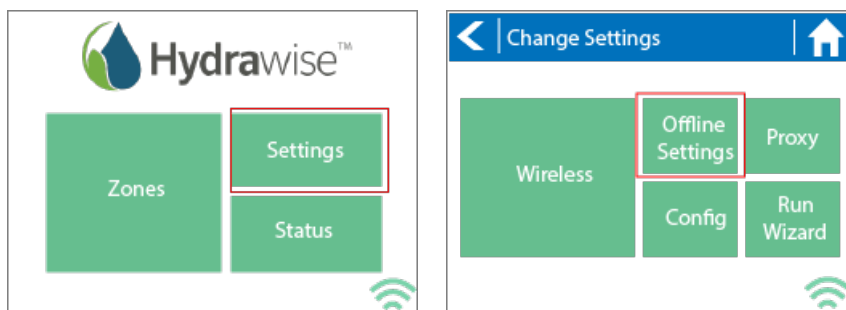 Hydrawise™
Zones
Settings
Status
Change Settings
Wireless
Offline
Settings
Proxy
Config
Run
Wizard